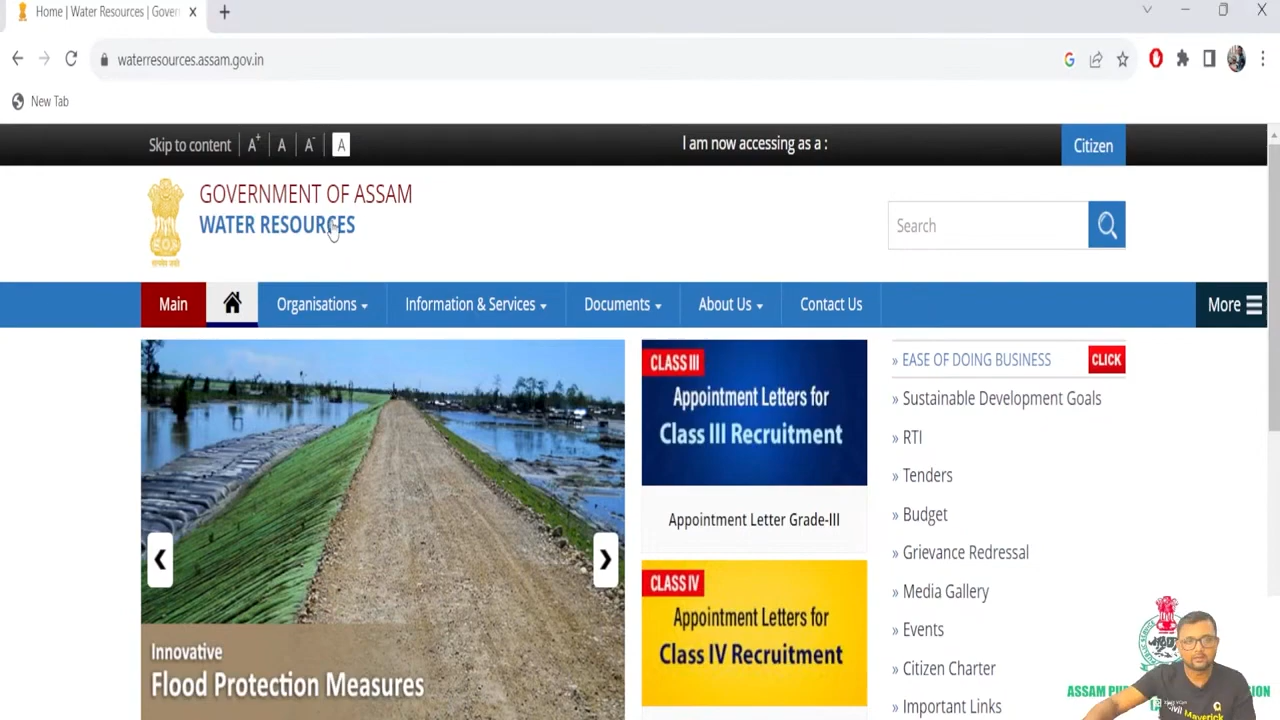 Home | Water Resources | Gover
waterresources.assam.gov.in
G
New Tab
Skip to content A+ A A- A
I am now accessing as a :
Citizen
GOVERNMENT OF ASSAM
WATER RESOURCES
Search
Main
Organisations
Information & Services
Documents
About Us
Contact Us
More
CLASS III
Appointment Letters for
Class III Recruitment
Appointment Letter Grade-III
CLASS IV
Appointment Letters for
Class IV Recruitment
» EASE OF DOING BUSINESS CLICK
» Sustainable Development Goals
» RTI
» Tenders
» Budget
» Grievance Redressal
» Media Gallery
» Events
» Citizen Charter
» Important Links
Innovative
Flood Protection Measures
ASSAM PU
ION
Maverick